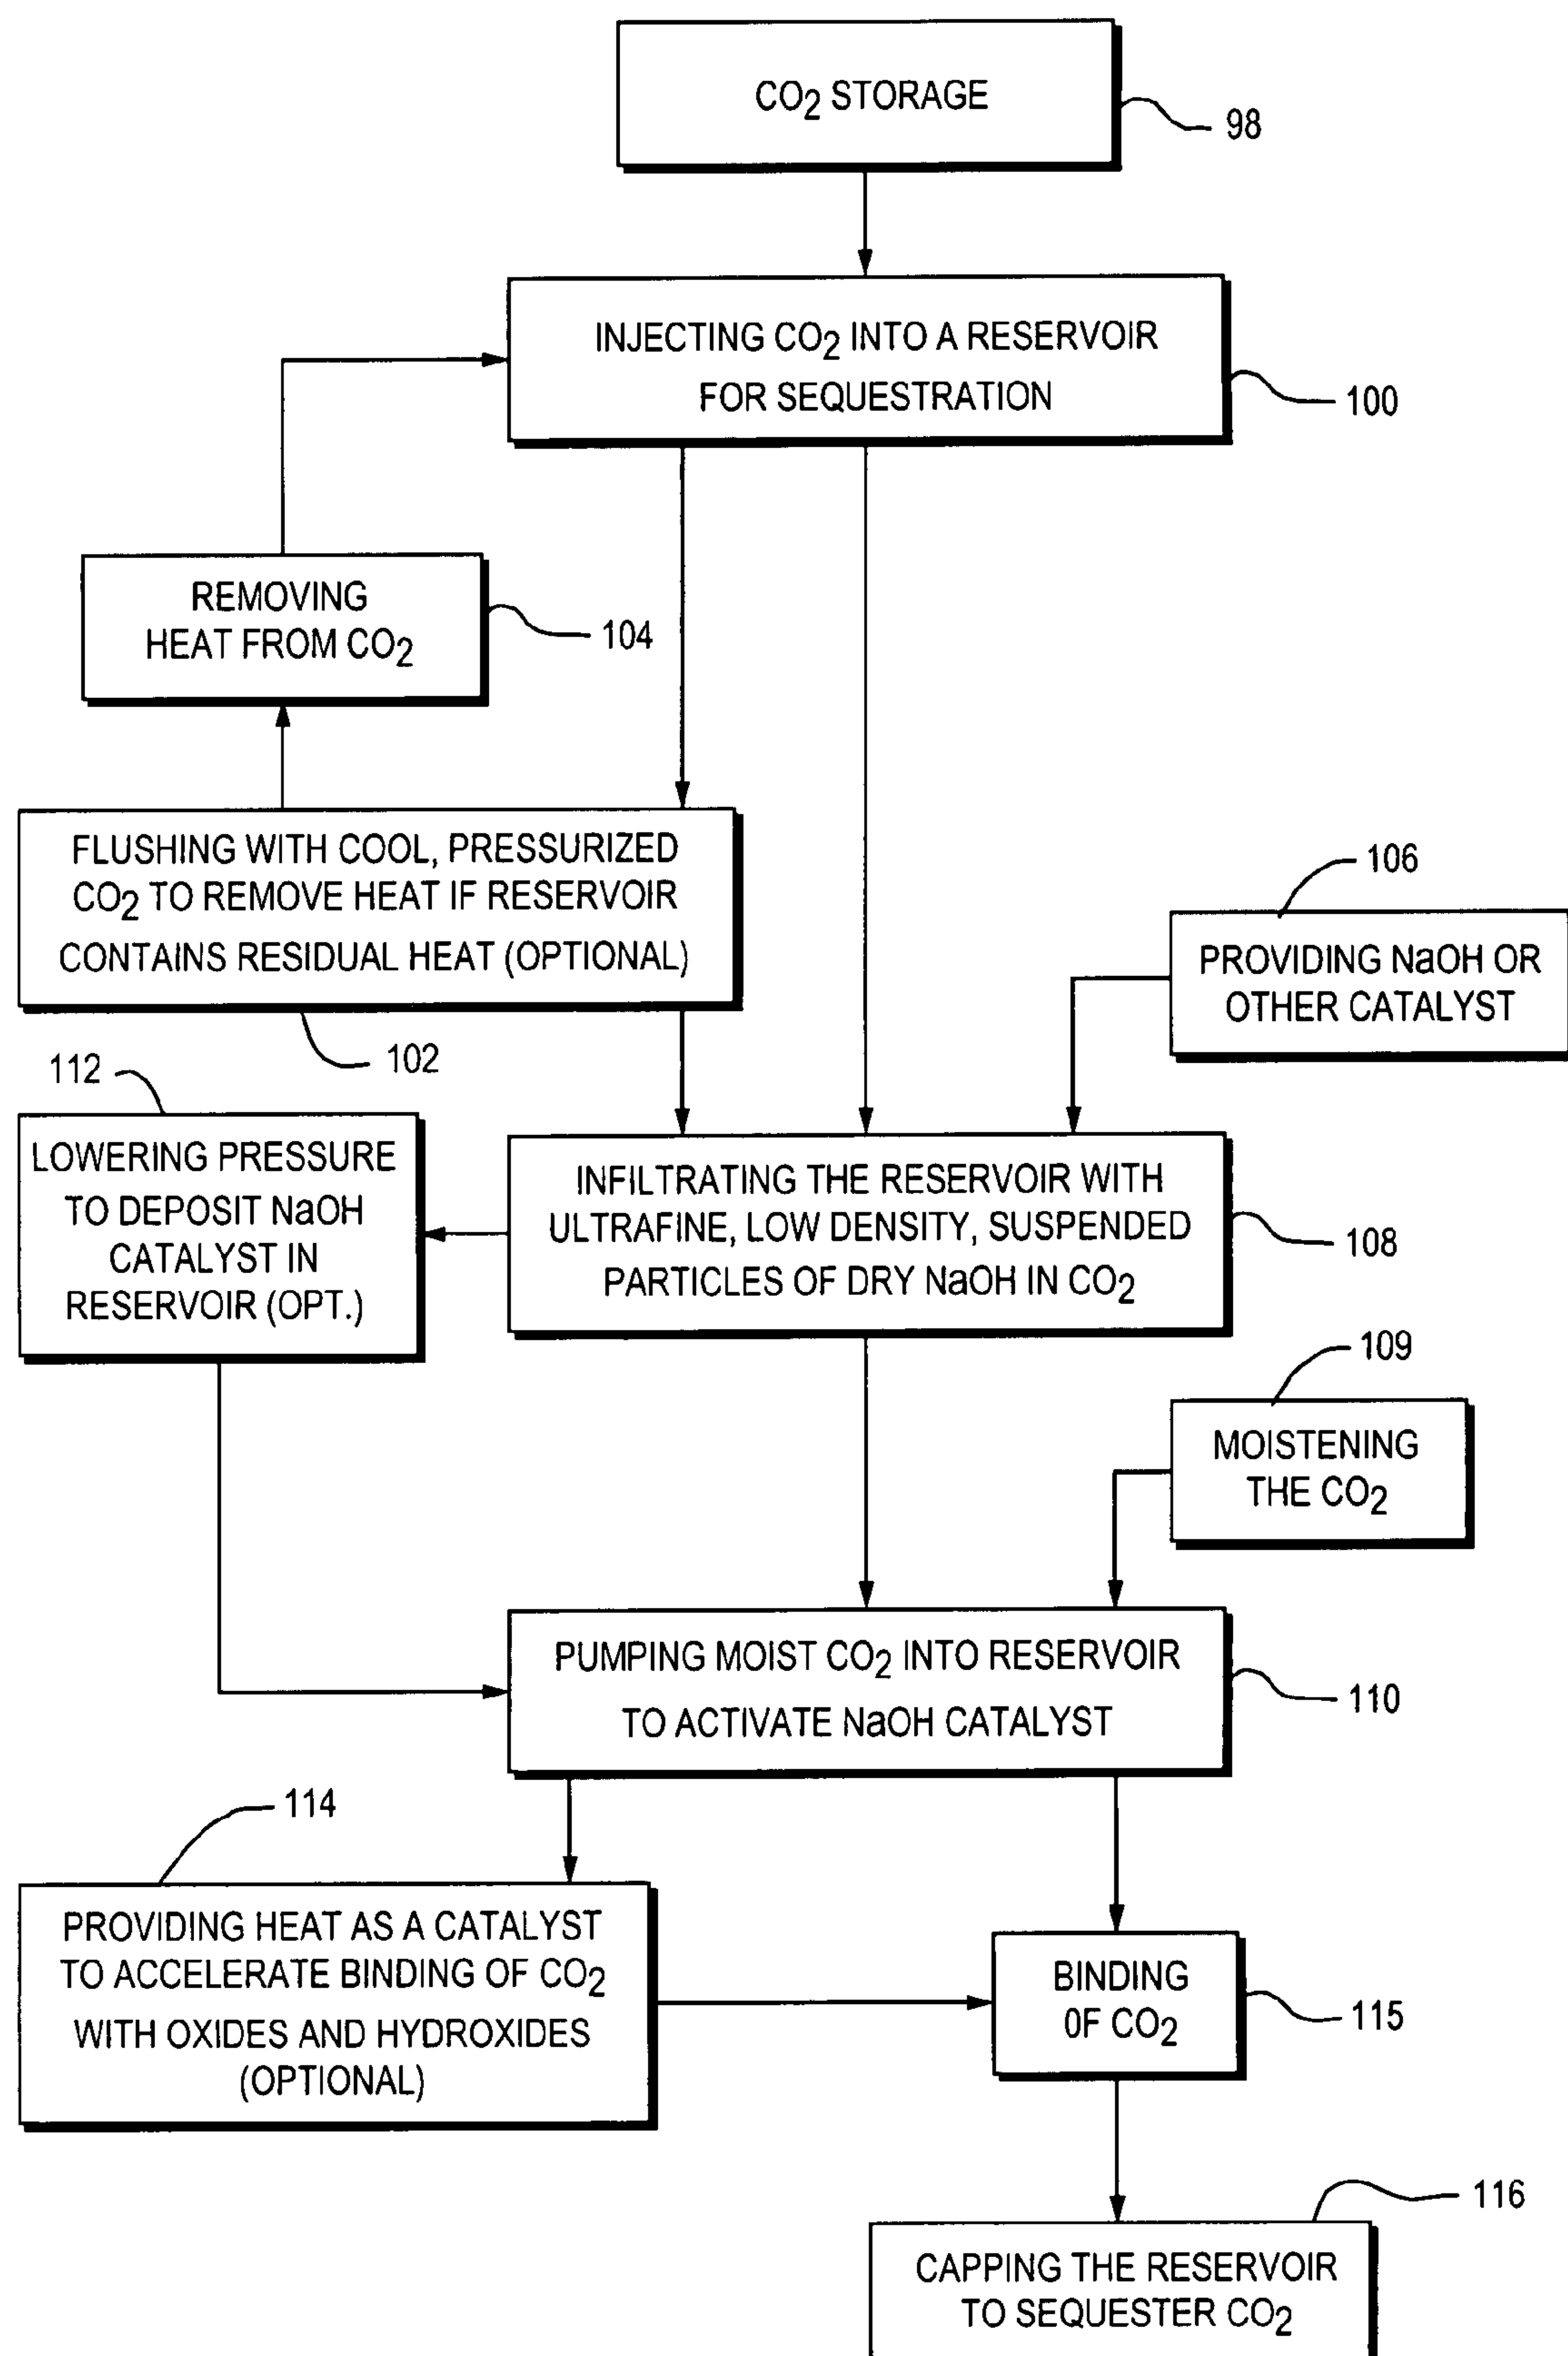 CO2 STORAGE
98
INJECTING CO2 INTO A RESERVOIR
FOR SEQUESTRATION
100
REMOVING
HEAT FROM CO2
104
FLUSHING WITH COOL, PRESSURIZED
CO2 TO REMOVE HEAT IF RESERVOIR
CONTAINS RESIDUAL HEAT (OPTIONAL)
102
106
PROVIDING NaOH OR
OTHER CATALYST
112
LOWERING PRESSURE
TO DEPOSIT NaOH
CATALYST IN
RESERVOIR (OPT.)
INFILTRATING THE RESERVOIR WITH
ULTRAFINE, LOW DENSITY, SUSPENDED
PARTICLES OF DRY NaOH IN CO2
108
109
MOISTENING
THE CO2
PUMPING MOIST CO2 INTO RESERVOIR
TO ACTIVATE NaOH CATALYST
110
114
PROVIDING HEAT AS A CATALYST
TO ACCELERATE BINDING OF CO2
WITH OXIDES AND HYDROXIDES
(OPTIONAL)
BINDING
OF CO2
115
116
CAPPING THE RESERVOIR
TO SEQUESTER CO2